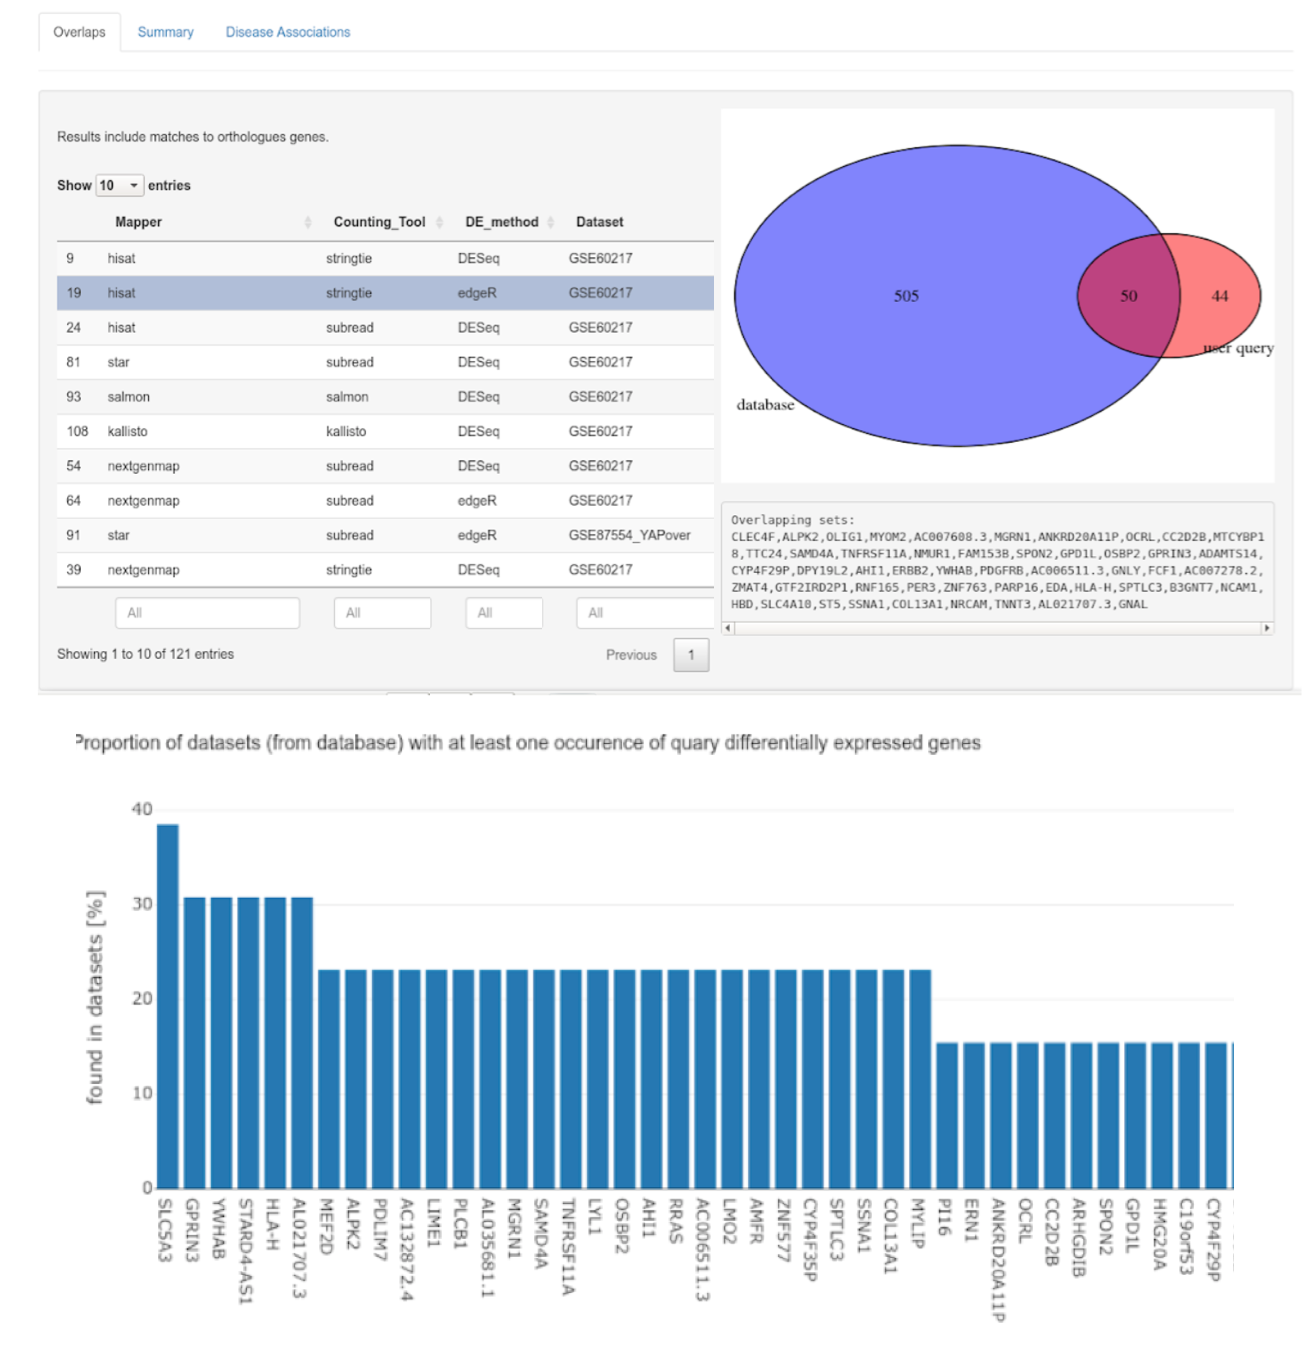 Overlaps
Summary
Disease Associations
Results include matches to orthologues genes.
Show 10 entries
Mapper Counting_Tool DE_method Dataset
9 hisat stringtie DESeq GSE60217
19 hisat stringtie edgeR GSE60217
24 hisat subread DESeq GSE60217
81 star subread DESeq GSE60217
93 salmon salmon DESeq GSE60217
108 kallisto kallisto DESeq GSE60217
54 nextgenmap subread DESeq GSE60217
64 nextgenmap subread edgeR GSE60217
91 star subread edgeR GSE87554_YAPover
39 nextgenmap stringtie DESeq GSE60217
All All All All
Showing 1 to 10 of 121 entries
Previous 1
505
50
44
user query
database
Overlapping sets:
CLEC4F,ALPK2,OLIG1,MYOM2,AC007608.3,MGRN1,ANKRD20A11P,OCRL,CC2D2B,MTCYBP1
8,TTC24,SAMD4A,TNFRSF11A,NMUR1,FAM153B,SPON2,GPD1L,OSBP2,GPRIN3,ADAMTS14,
CYP4F29P,DPY19L2,AHI1,ERBB2,YWHAB,PDGFRB,AC006511.3,GNLY,FCF1,AC007278.2,
ZMAT4,GTF2IRD2P1,RNF165,PER3,ZNF763,PARP16,EDA,HLA-H,SPTLC3,B3GNT7,NCAM1,
HBD,SLC4A10,ST5,SSNA1,COL13A1,NRCAM,TNNT3,AL021707.3,GNAL
Proportion of datasets (from database) with at least one occurence of quary differentially expressed genes
found in datasets [%]
40
30
20
10
0
SLC5A3
GPRIN3
YWHAB
STARD4-AS1
HLA-H
AL021707.3
MEF2D
ALPK2
PDLIM7
AC132872.4
LIME1
PLCB1
AL035681.1
MGRN1
SAMD4A
TNFRSF11A
LYL1
OSBP2
AHI1
RRAS
AC006511.3
LMO2
AMFR
ZNF577
CYP4F35P
SPTLC3
SSNA1
COL13A1
MYLIP
PI16
ERN1
ANKRD20A11P
OCRL
CC2D2B
ARHGDIB
SPON2
GPD1L
HMG20A
C19orf53
CYP4F29P